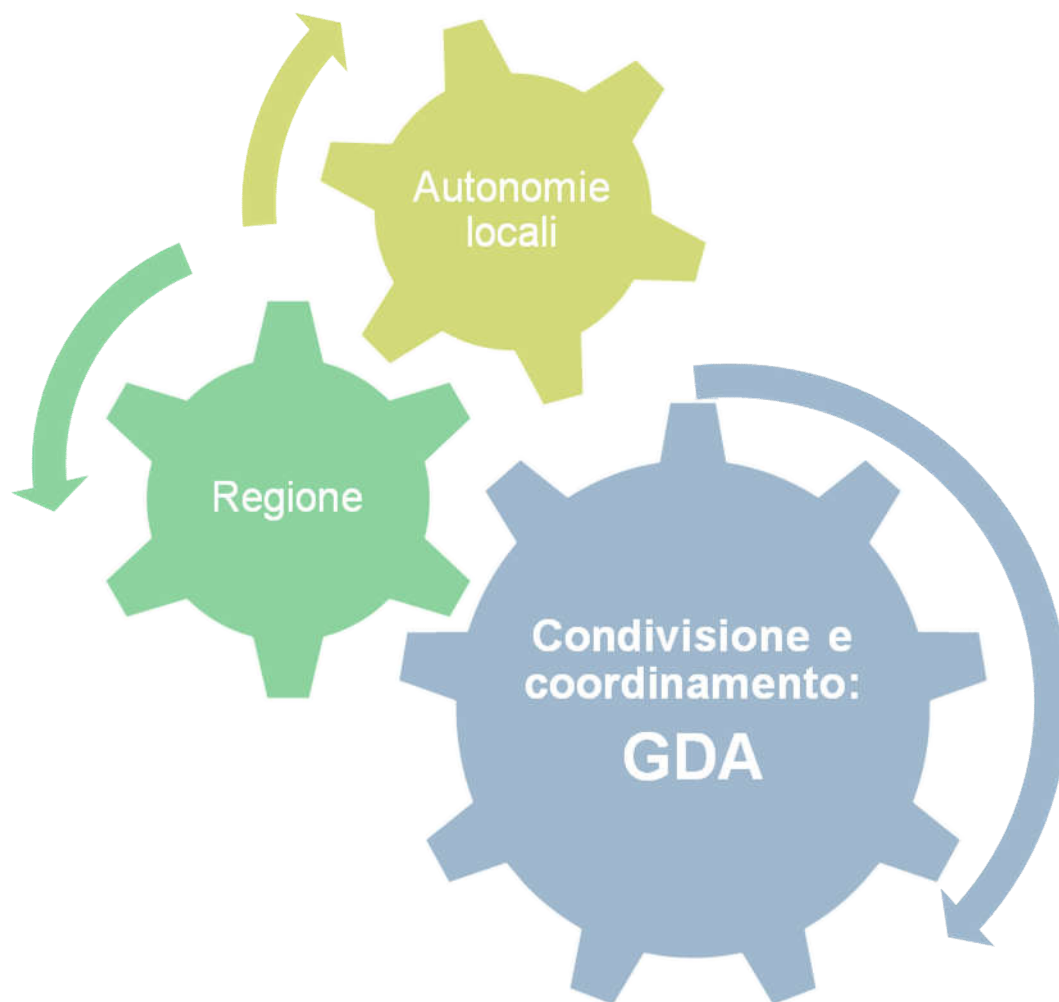 Autonomie
locali
Regione
Condivisione e
coordinamento:
GDA